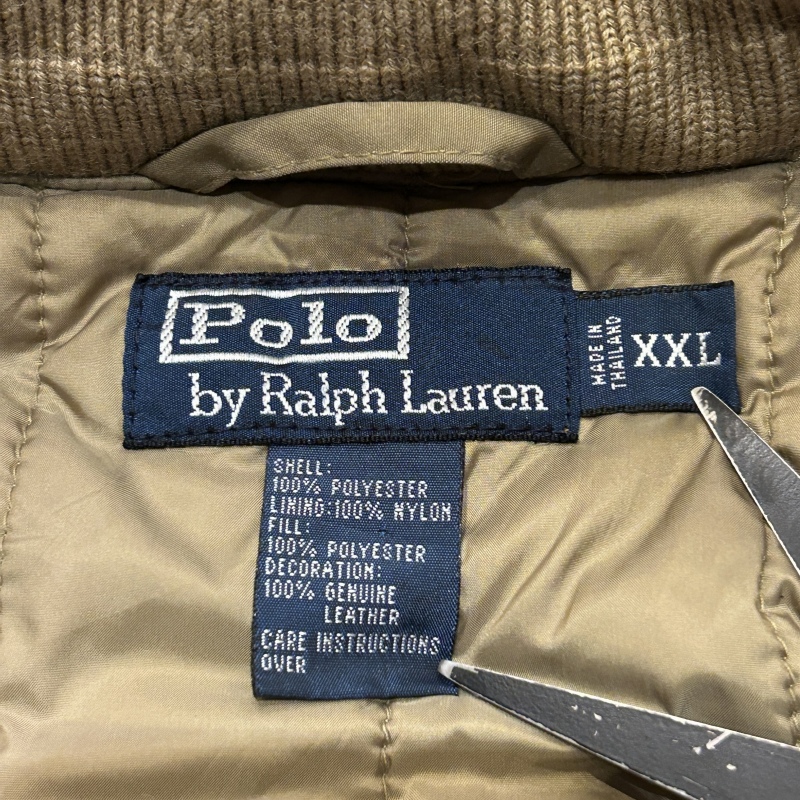 Polo
by Ralph Lauren
MADE IN
THAILAND
XXL
SHELL:
100% POLYESTER
LINING:100% NYLON
FILL:
100% POLYESTER
DECORATION:
100% GENUINE
LEATHER
CARE INSTRUCTIONS
OVER